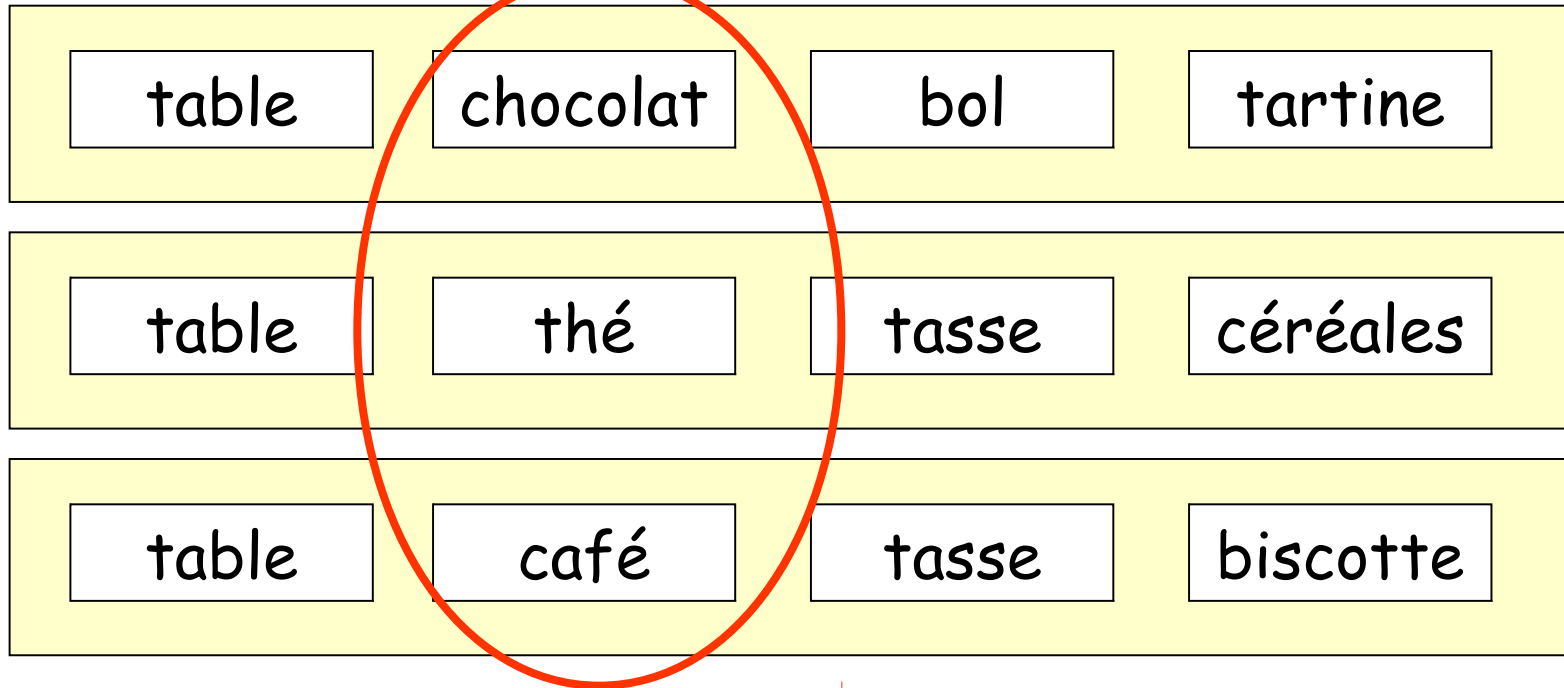 table chocolat bol tartine
table thé tasse céréales
table café tasse biscotte